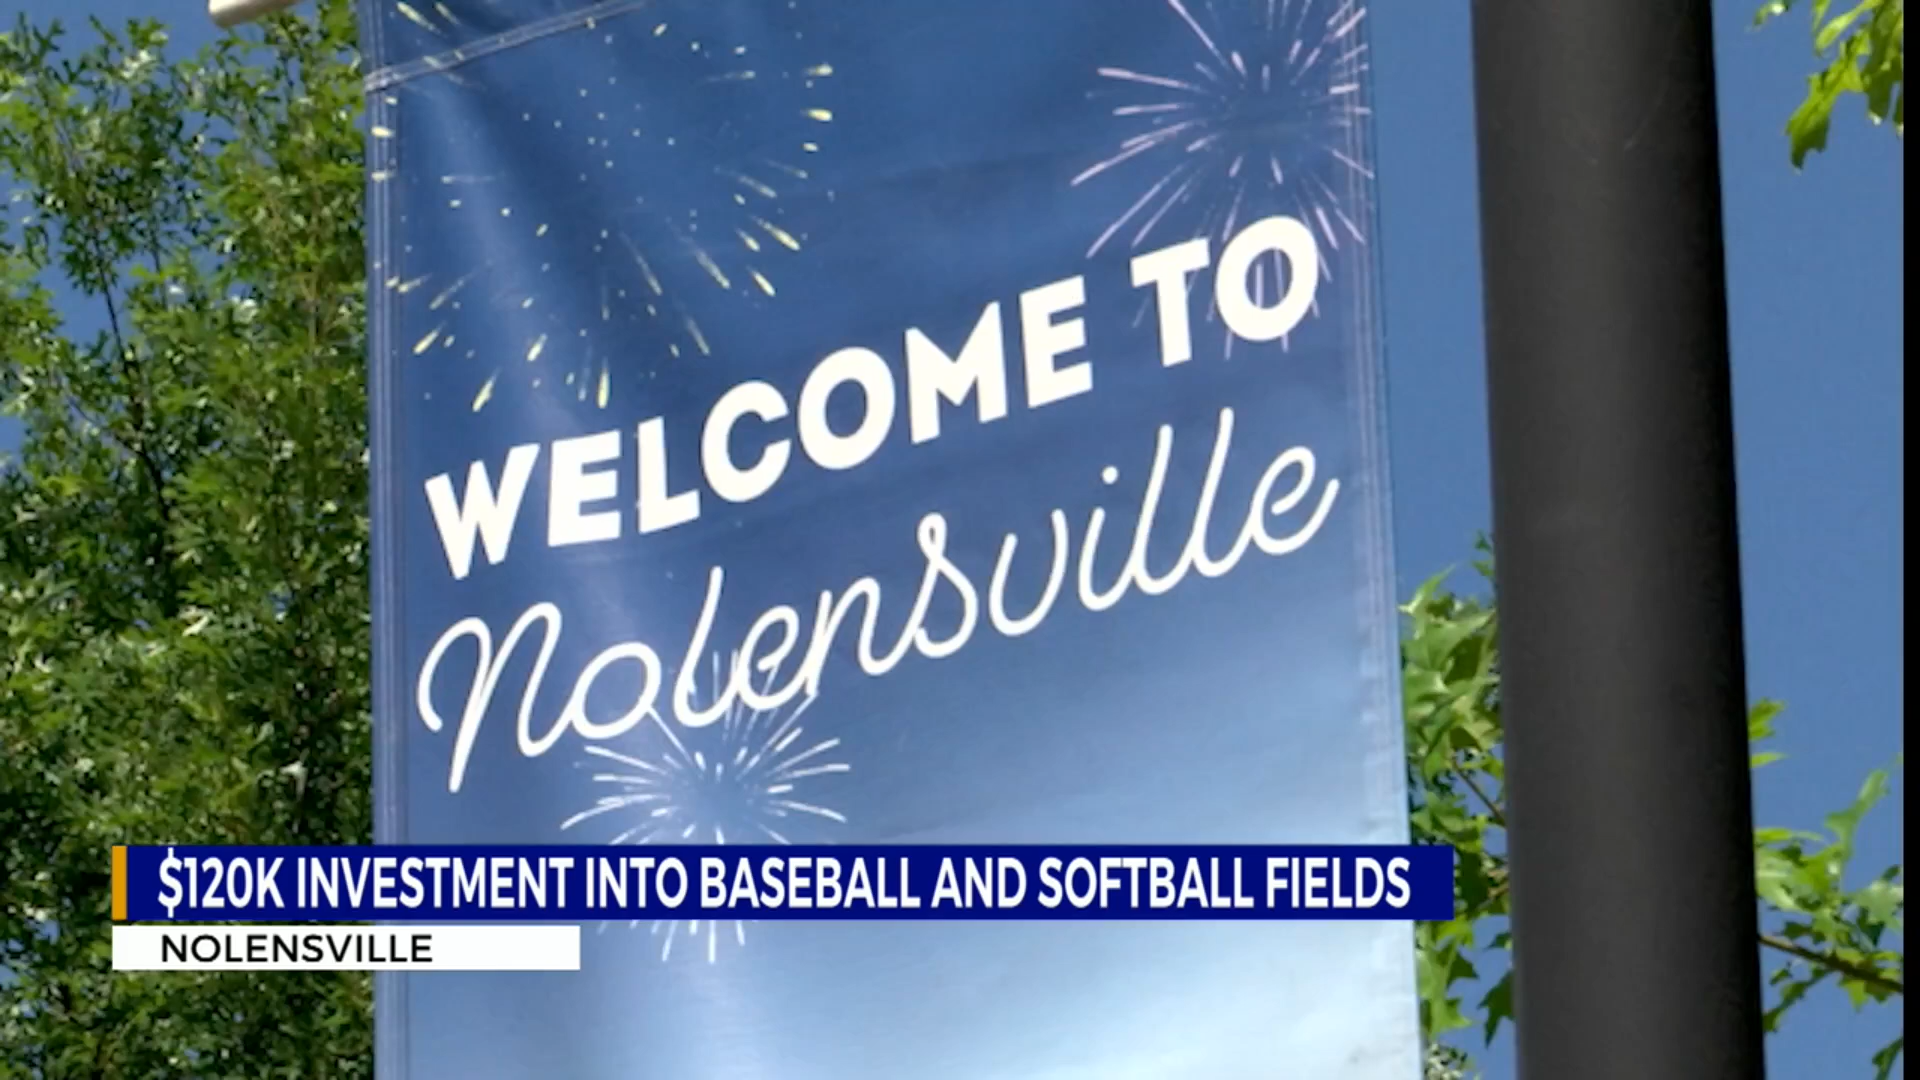 WELCOME TO
Nolensville
$120K INVESTMENT INTO BASEBALL AND SOFTBALL FIELDS
NOLENSVILLE